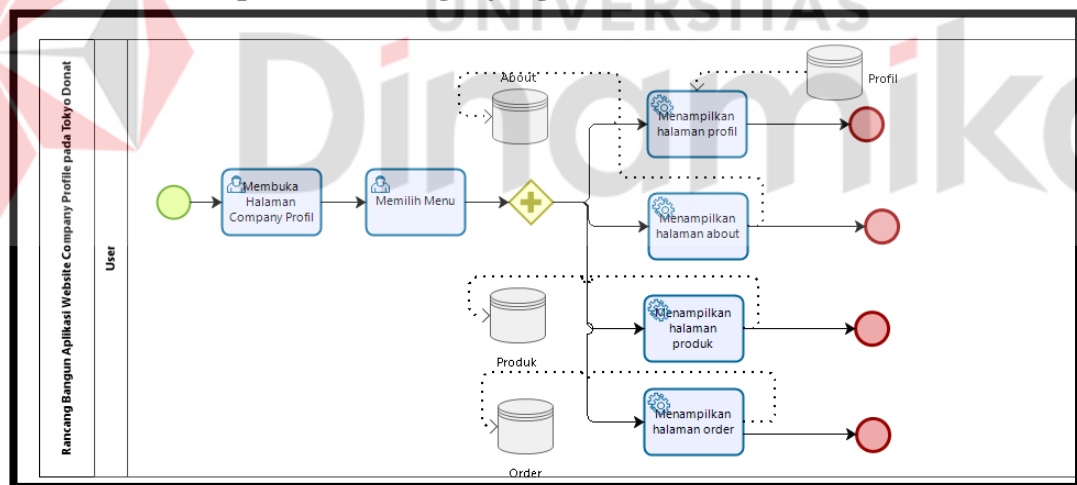 UNIVERSITAS
Dinamika
Rancang Bangun Aplikasi Website Company Profile pada Tokyo Donat
User
Membuka
Halaman
Company Profil
Memilih Menu
About
Profil
Menampilkan
halaman profil
Menampilkan
halaman about
Produk
Menampilkan
halaman
produk
Order
Menampilkan
halaman order